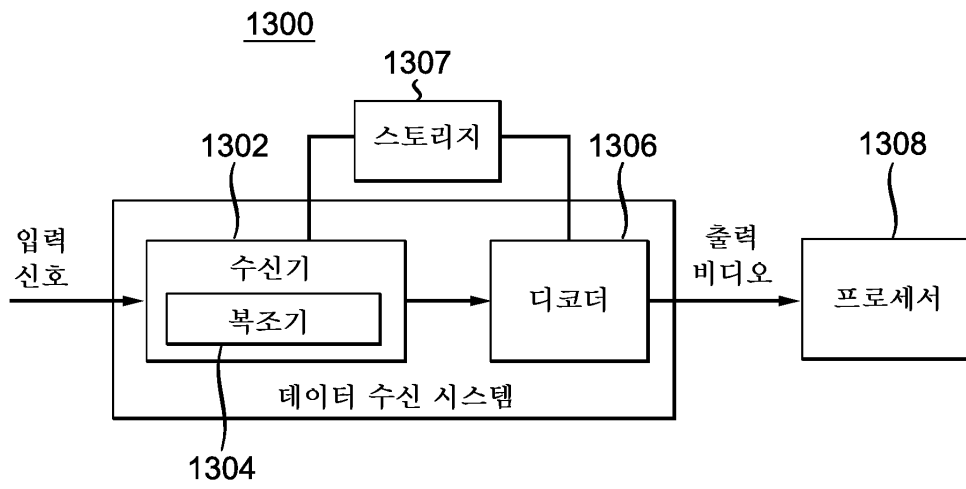 1300
1307
스토리지
1302
1306
1308
입력
신호
수신기
복조기
디코더
출력
비디오
프로세서
데이터 수신 시스템
1304